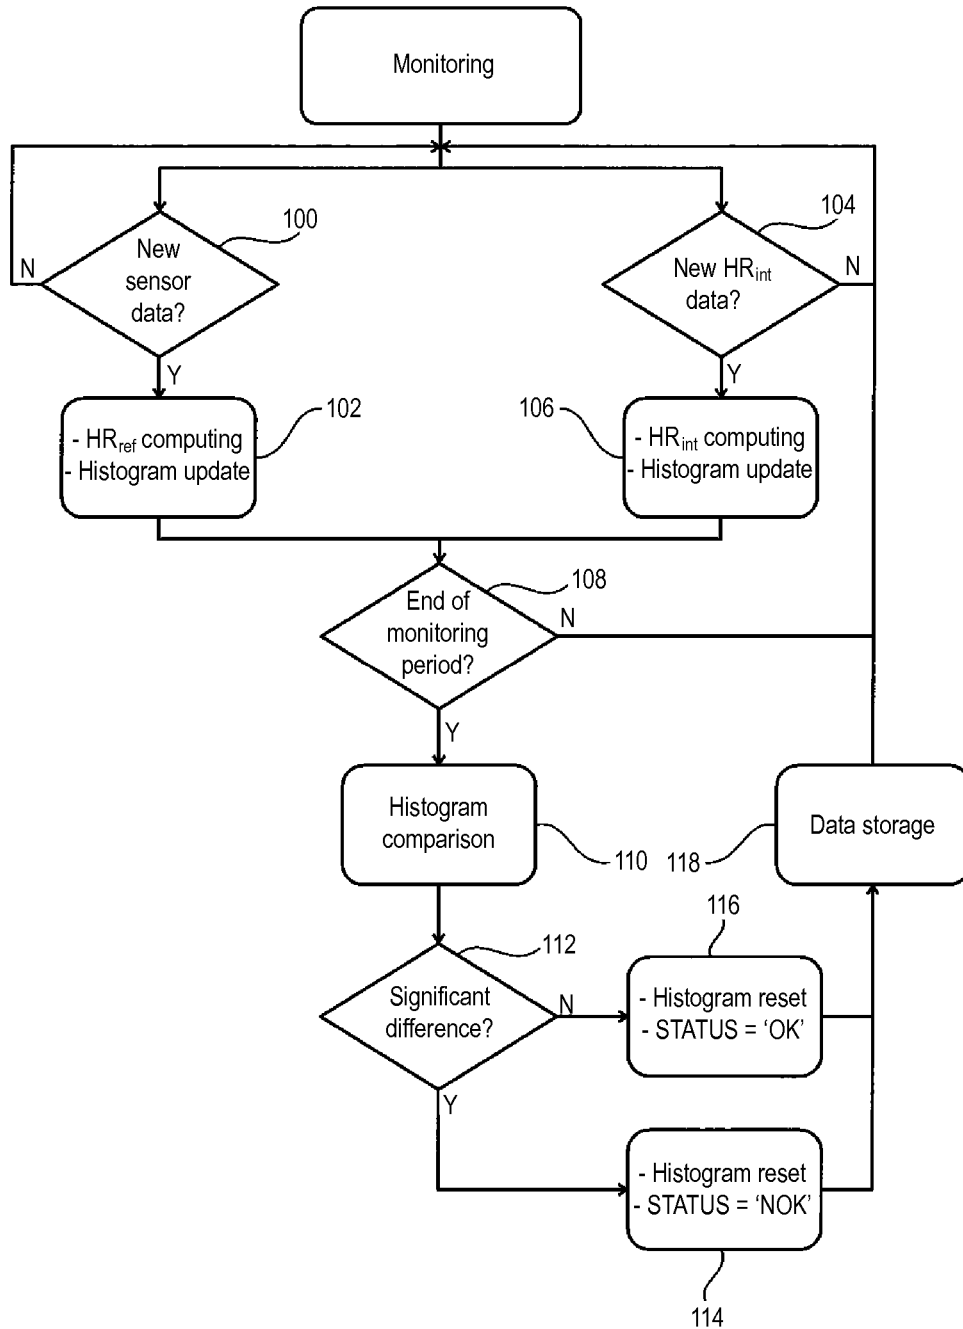 Monitoring
100
104
New
sensor
data?
N
New HRint
data?
N
Y
Y
102
106
- HRref computing
- Histogram update
- HRint computing
- Histogram update
108
End of
monitoring
period?
N
Y
Histogram
comparison
110
118
Data storage
116
112
Significant
difference?
N
- Histogram reset
- STATUS = ‘OK’
Y
- Histogram reset
- STATUS = ‘NOK’
114